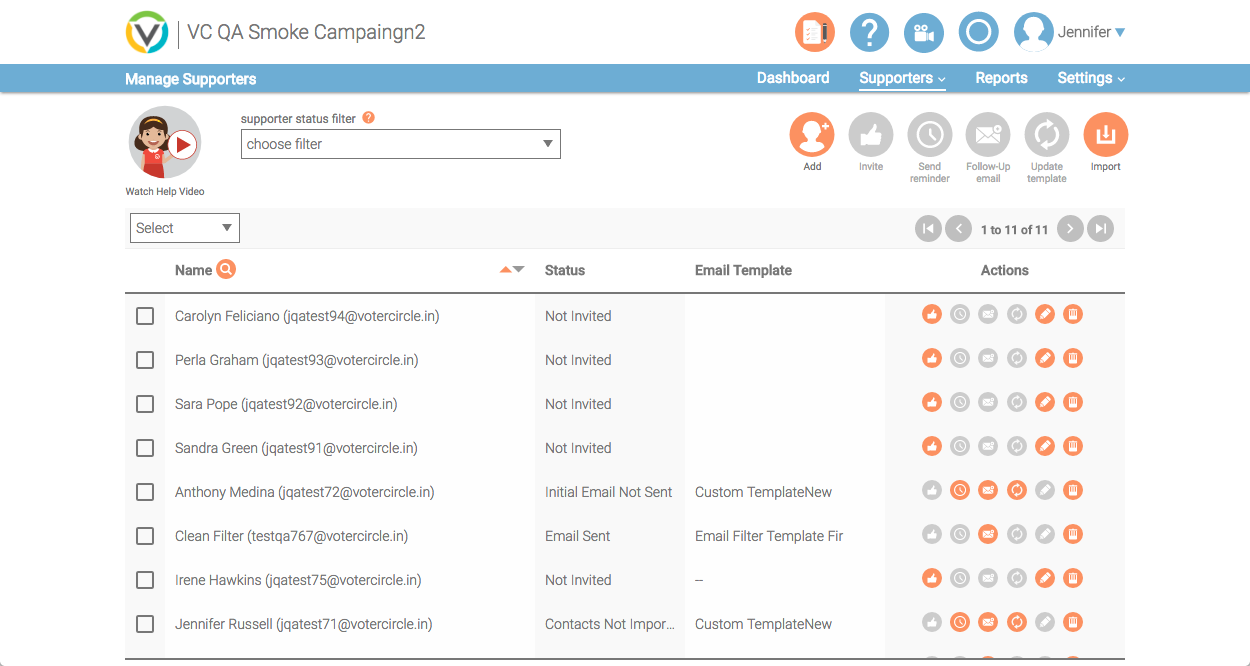 VC QA Smoke Campaingn2
Jennifer
Manage Supporters
Dashboard
Supporters
Reports
Settings
Watch Help Video
supporter status filter ?
choose filter
Add
Invite
Send
reminder
Follow-Up
email
Update
template
Import
Select
1 to 11 of 11
Name
Status
Email Template
Actions
Carolyn Feliciano (jqatest94@votercircle.in) Not Invited
Perla Graham (jqatest93@votercircle.in) Not Invited
Sara Pope (jqatest92@votercircle.in) Not Invited
Sandra Green (jqatest91@votercircle.in) Not Invited
Anthony Medina (jqatest72@votercircle.in) Initial Email Not Sent Custom TemplateNew
Clean Filter (testqa767@votercircle.in) Email Sent Email Filter Template Fir
Irene Hawkins (jqatest75@votercircle.in) Not Invited --
Jennifer Russell (jqatest71@votercircle.in) Contacts Not Impor... Custom TemplateNew